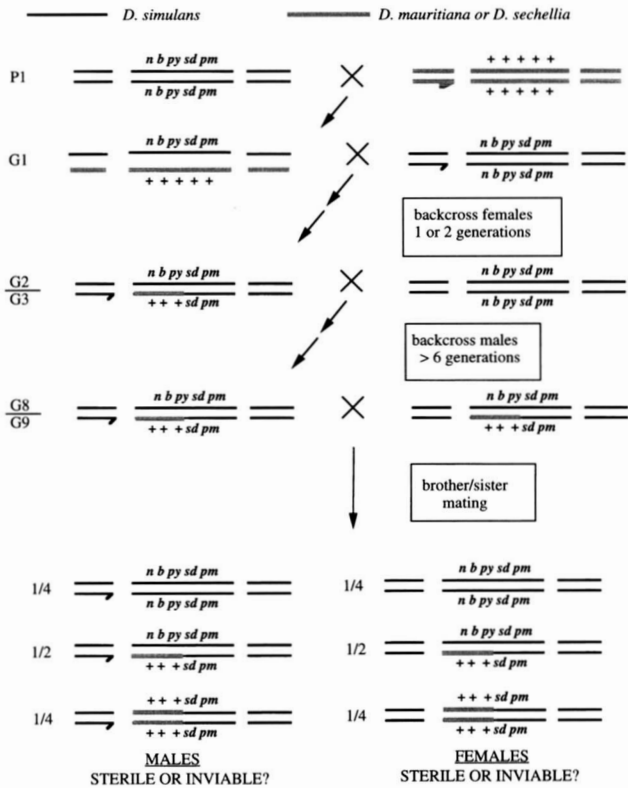 D. simulans D. mauritiana or D. sechellia
n b py sd pm + + + + +
P1
n b py sd pm + + + + +
n b py sd pm n b py sd pm
G1
+ + + + + n b py sd pm
backcross females
1 or 2 generations
n b py sd pm n b py sd pm
G2
G3
+ + + sd pm n b py sd pm
backcross males
> 6 generations
n b py sd pm n b py sd pm
G8
G9
+ + + sd pm + + + sd pm
brother/sister
mating
n b py sd pm n b py sd pm
1/4 1/4
n b py sd pm n b py sd pm
n b py sd pm n b py sd pm
1/2 1/2
+ + + sd pm + + + sd pm
+ + + sd pm + + + sd pm
1/4 1/4
+ + + sd pm + + + sd pm
MALES FEMALES
STERILE OR INVIABLE? STERILE OR INVIABLE?